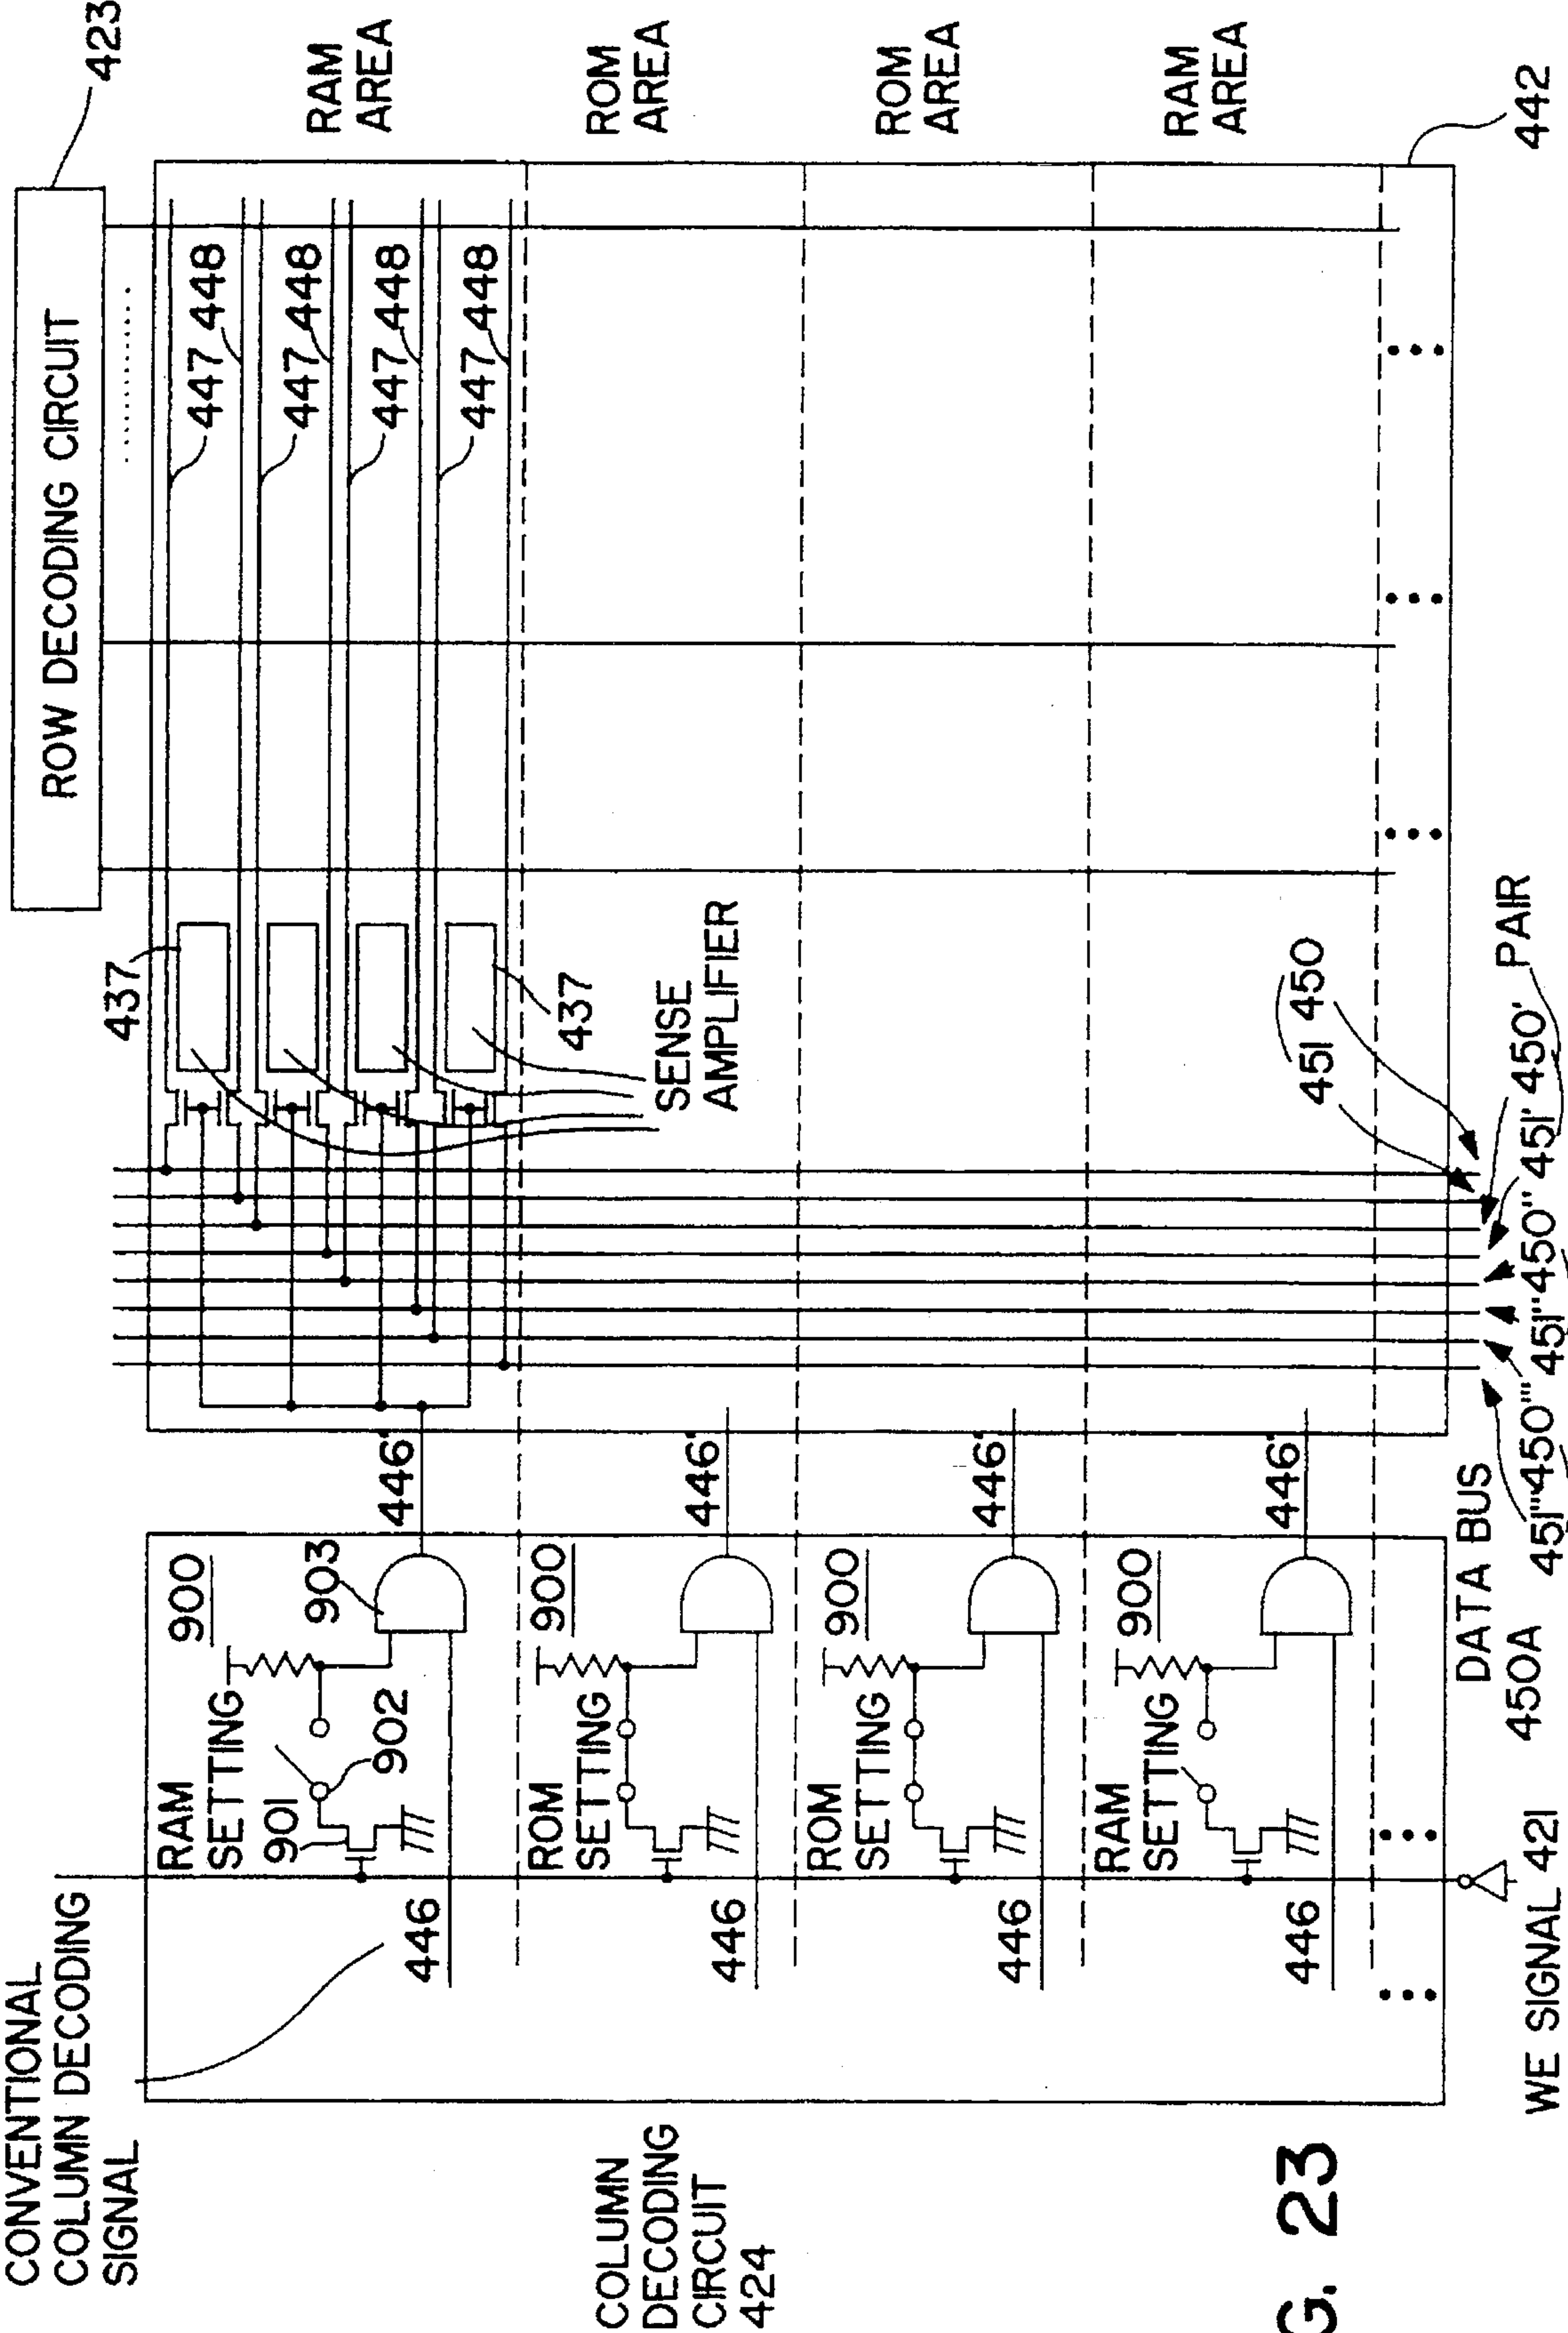 CONVENTIONAL
COLUMN DECODING
SIGNAL
COLUMN
DECODING
CIRCUIT
424
ROW DECODING CIRCUIT
423
RAM
AREA
ROM
AREA
ROM
AREA
RAM
AREA
442
447 448
447 448
447 448
447 448
437
437
SENSE
AMPLIFIER
RAM
SETTING
900
901
902
903
446
446'
ROM
SETTING
900
446
446'
ROM
SETTING
900
446
446'
RAM
SETTING
900
446
446'
WE SIGNAL 421
DATA BUS
450A
451 450
451' 450'
451" 450"
451''' 450'''
PAIR
G. 23